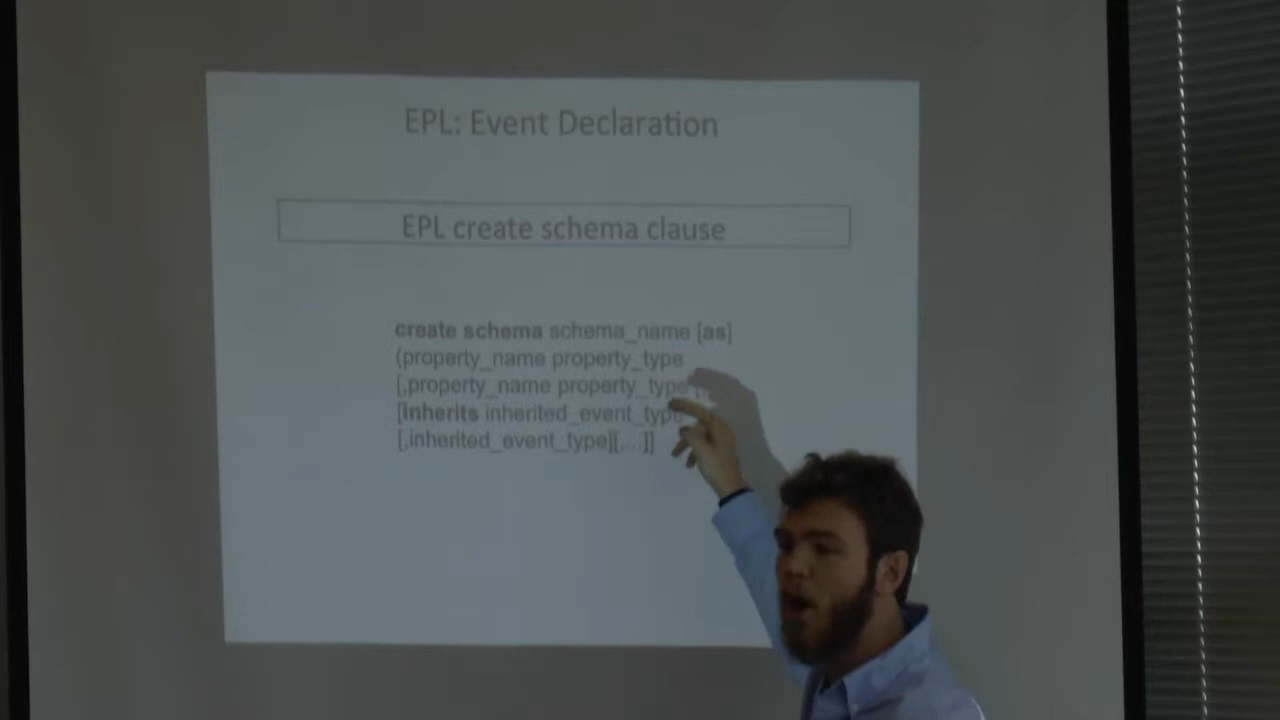 EPL: Event Declaration
EPL create schema clause
create schema schema_name [as]
(property_name property_type
[,property_name property_type
[inherits inherited_event_type
[,inherited_event_type][,...]]